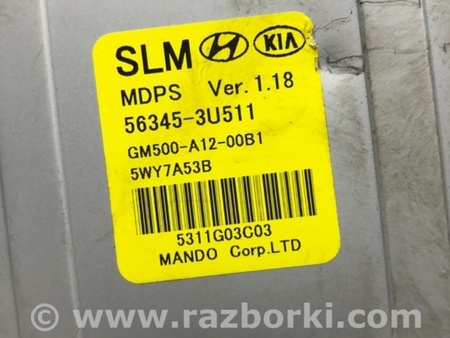 SLM HYUNDAI KIA
MDPS Ver. 1.18
56345-3U511
GM500-A12-00B1
5WY7A53B
5311G03C03
MANDO Corp.LTD
© www.razborki.com